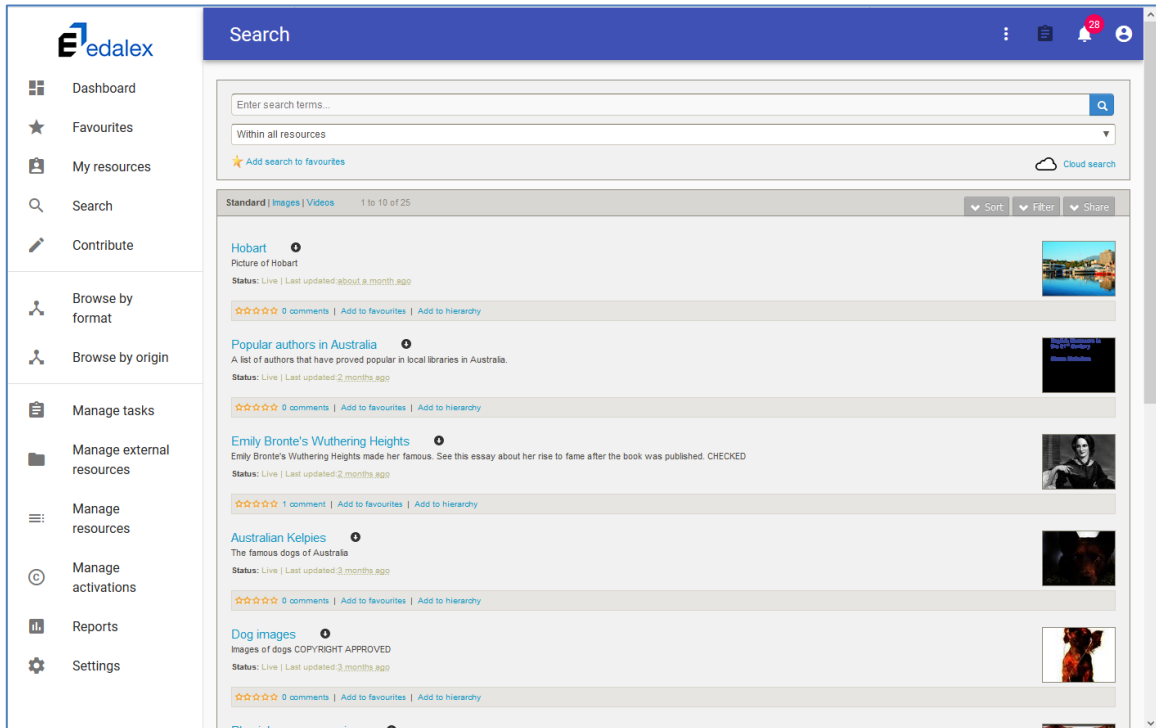 edalex
Search
28
Dashboard
Favourites
My resources
Search
Contribute
Browse by
format
Browse by origin
Manage tasks
Manage external
resources
Manage
resources
Manage
activations
Reports
Settings
Enter search terms...
Within all resources
Add search to favourites
Cloud search
Standard | Images | Videos 1 to 10 of 25
Sort Filter Share
Hobart
Picture of Hobart
Status: Live | Last updated:about a month ago
0 comments | Add to favourites | Add to hierarchy
Popular authors in Australia
A list of authors that have proved popular in local libraries in Australia.
Status: Live | Last updated:2 months ago
0 comments | Add to favourites | Add to hierarchy
Emily Bronte's Wuthering Heights
Emily Bronte's Wuthering Heights made her famous. See this essay about her rise to fame after the book was published. CHECKED
Status: Live | Last updated:2 months ago
1 comment | Add to favourites | Add to hierarchy
Australian Kelpies
The famous dogs of Australia
Status: Live | Last updated:3 months ago
0 comments | Add to favourites | Add to hierarchy
Dog images
Images of dogs COPYRIGHT APPROVED
Status: Live | Last updated:3 months ago
0 comments | Add to favourites | Add to hierarchy